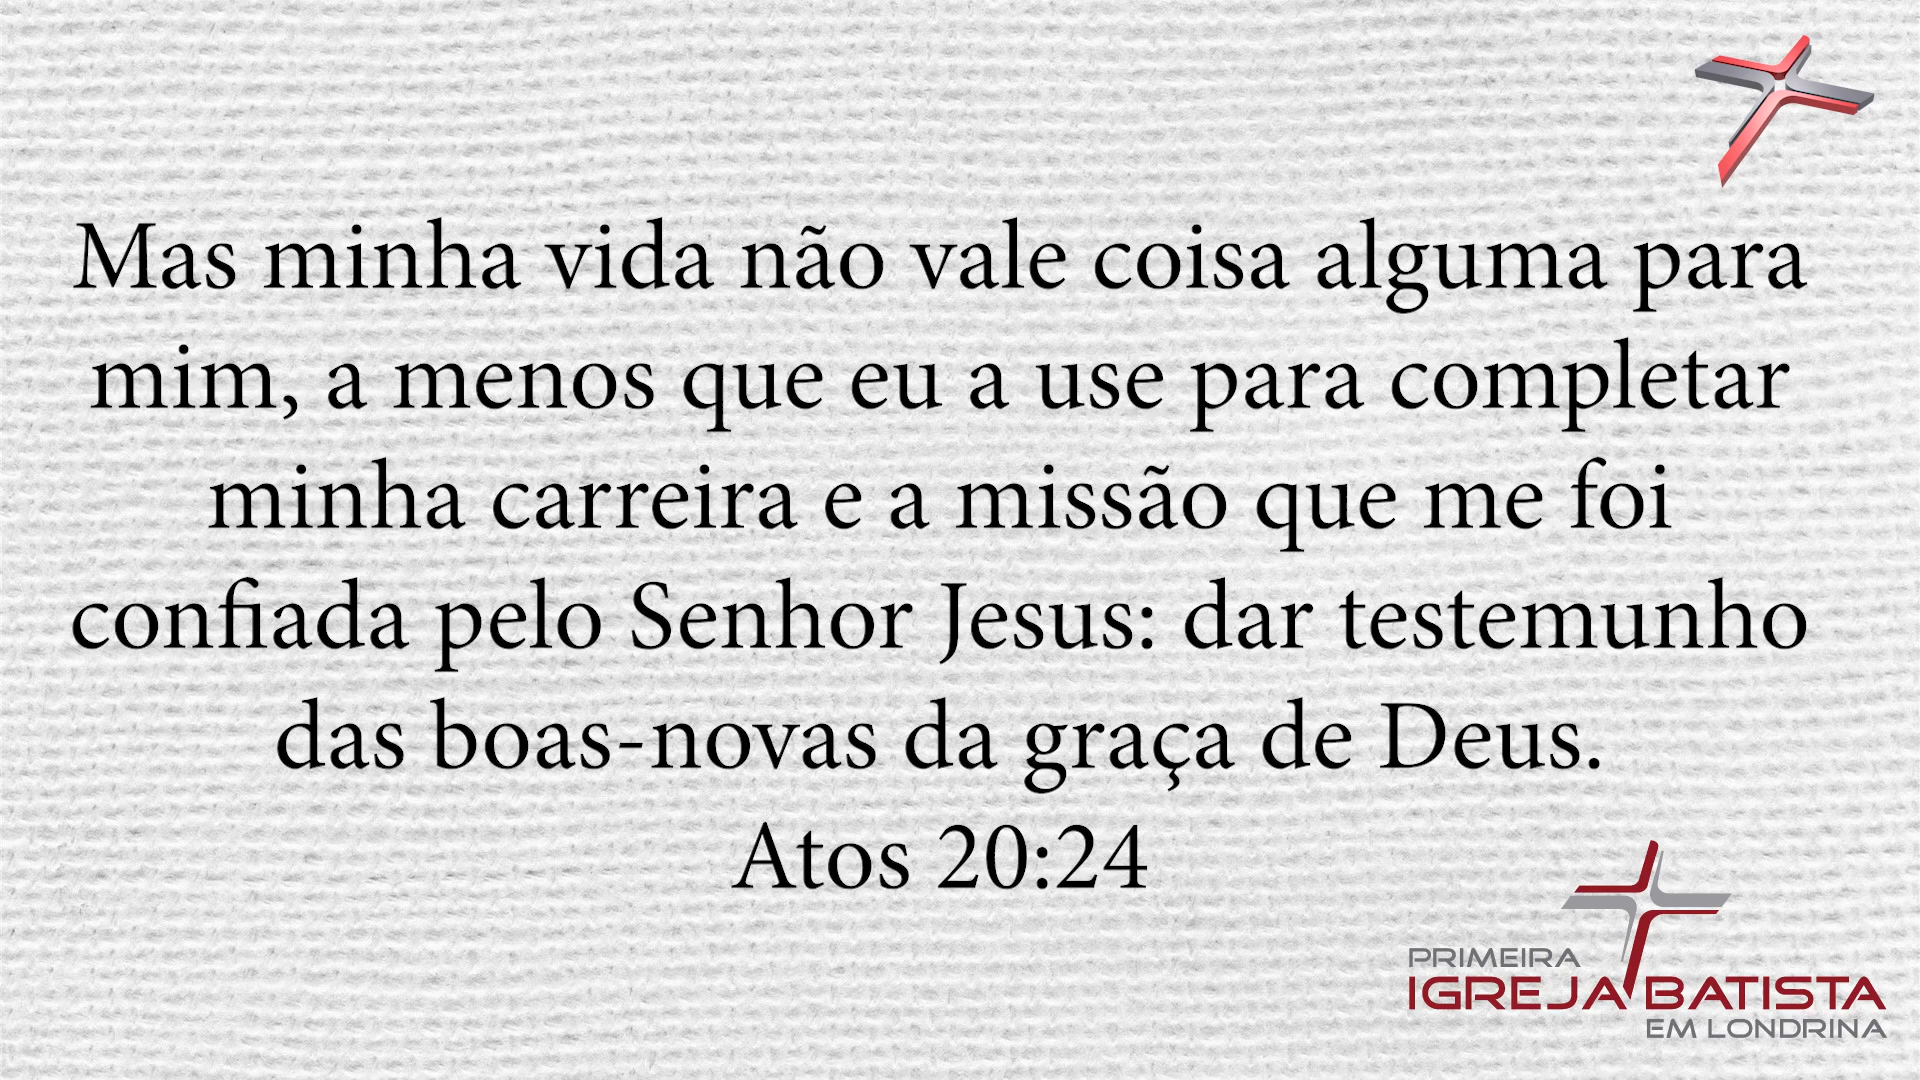 Mas minha vida não vale coisa alguma para
mim, a menos que eu a use para completar
minha carreira e a missão que me foi
confiada pelo Senhor Jesus: dar testemunho
das boas-novas da graça de Deus.
Atos 20:24
PRIMEIRA
IGREJA BATISTA
EM LONDRINA